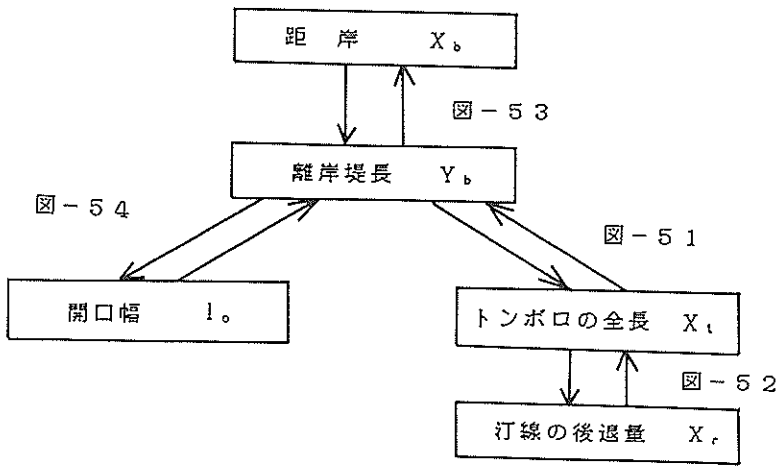 距 岸 X_b
図-53
離岸堤長 Y_b
図-54
図-51
開口幅 l_o
トンボロの全長 X_t
図-52
汀線の後退量 X_r